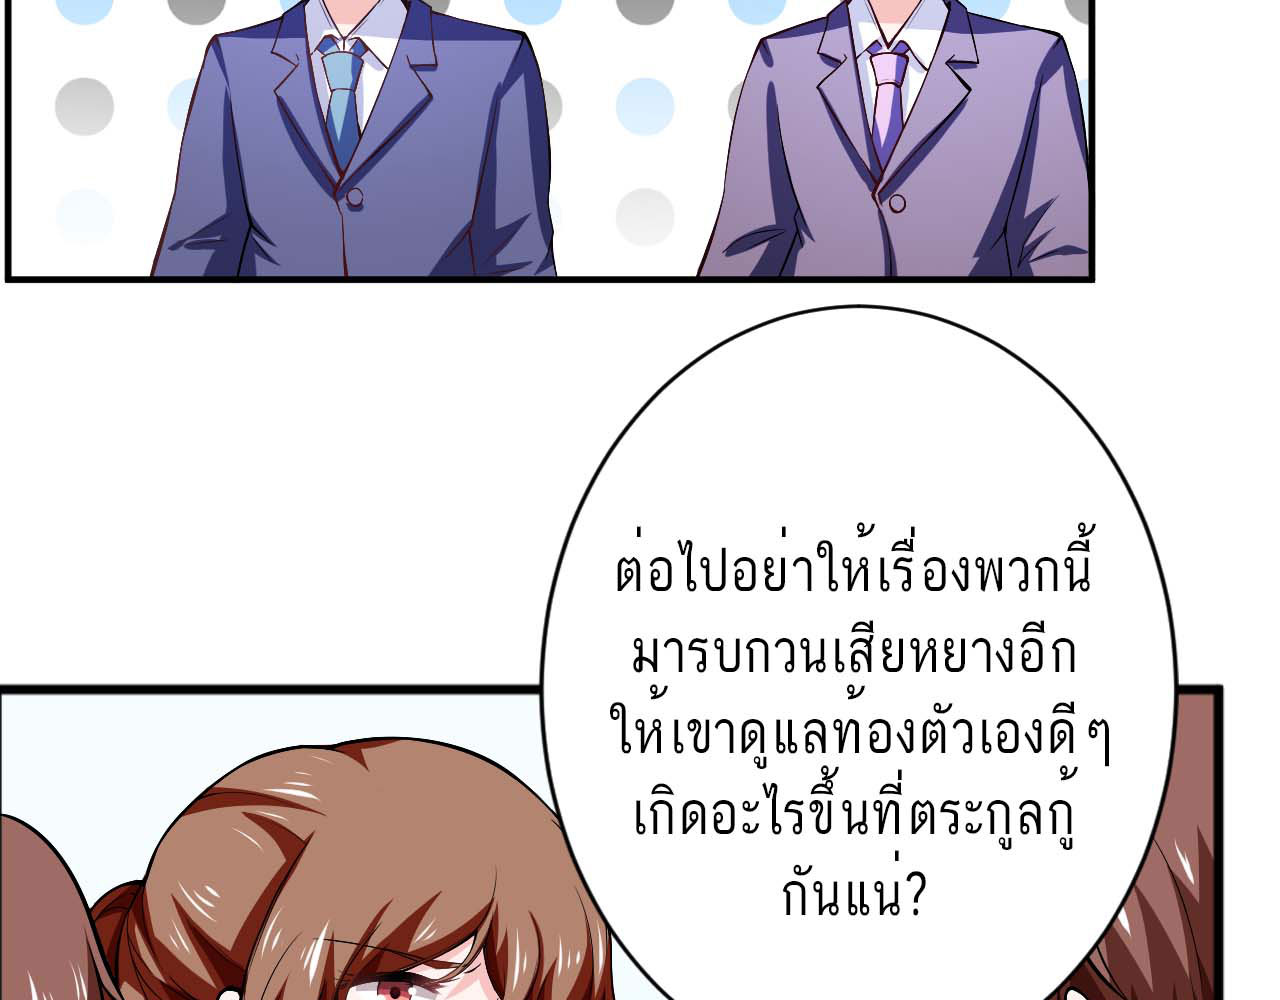 ต่อไปอย่าให้เรื่องพวกนี้
มารบกวนเสียหยางอีก
ให้เขาดูแลท้องตัวเองดีๆ
เกิดอะไรขึ้นที่ตระกูลกู้
กันแน่?